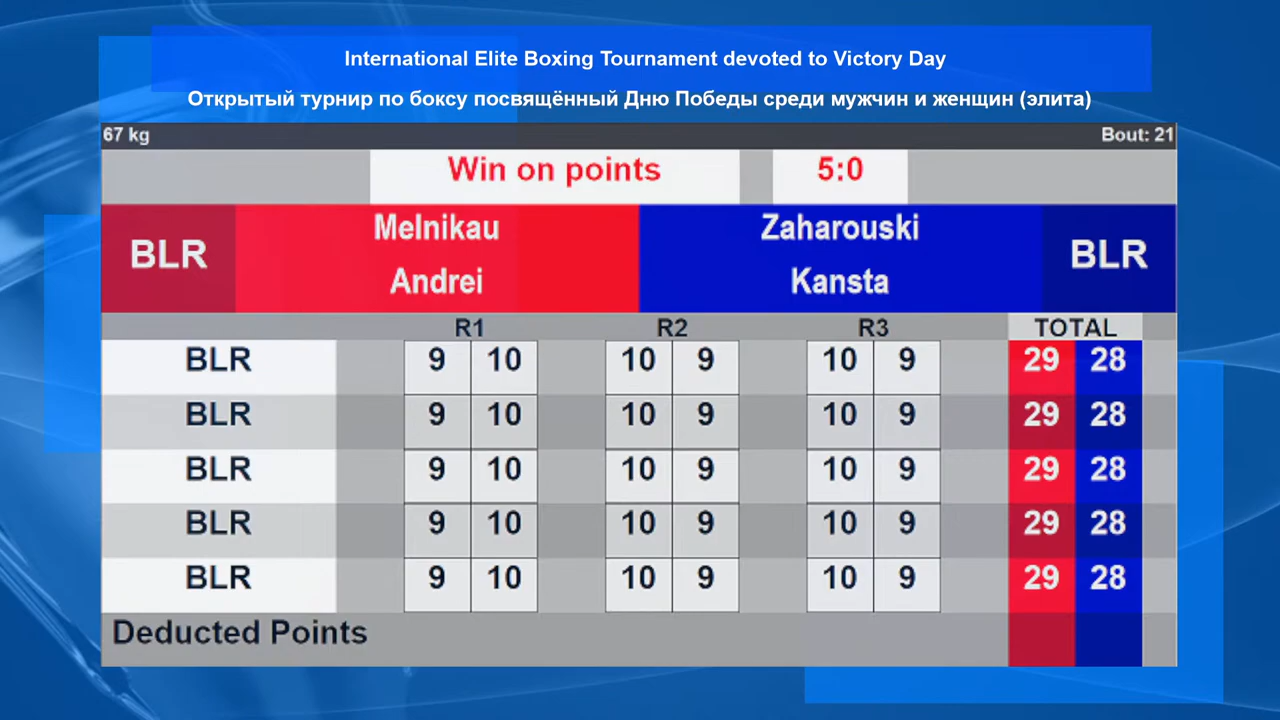 International Elite Boxing Tournament devoted to Victory Day
Открытый турнир по боксу посвящённый Дню Победы среди мужчин и женщин (элита)
67 kg Bout: 21
Win on points 5:0
BLR Melnikau Andrei Zaharouski Kansta BLR
R1 R2 R3 TOTAL
BLR 9 10 10 9 10 9 29 28
BLR 9 10 10 9 10 9 29 28
BLR 9 10 10 9 10 9 29 28
BLR 9 10 10 9 10 9 29 28
BLR 9 10 10 9 10 9 29 28
Deducted Points